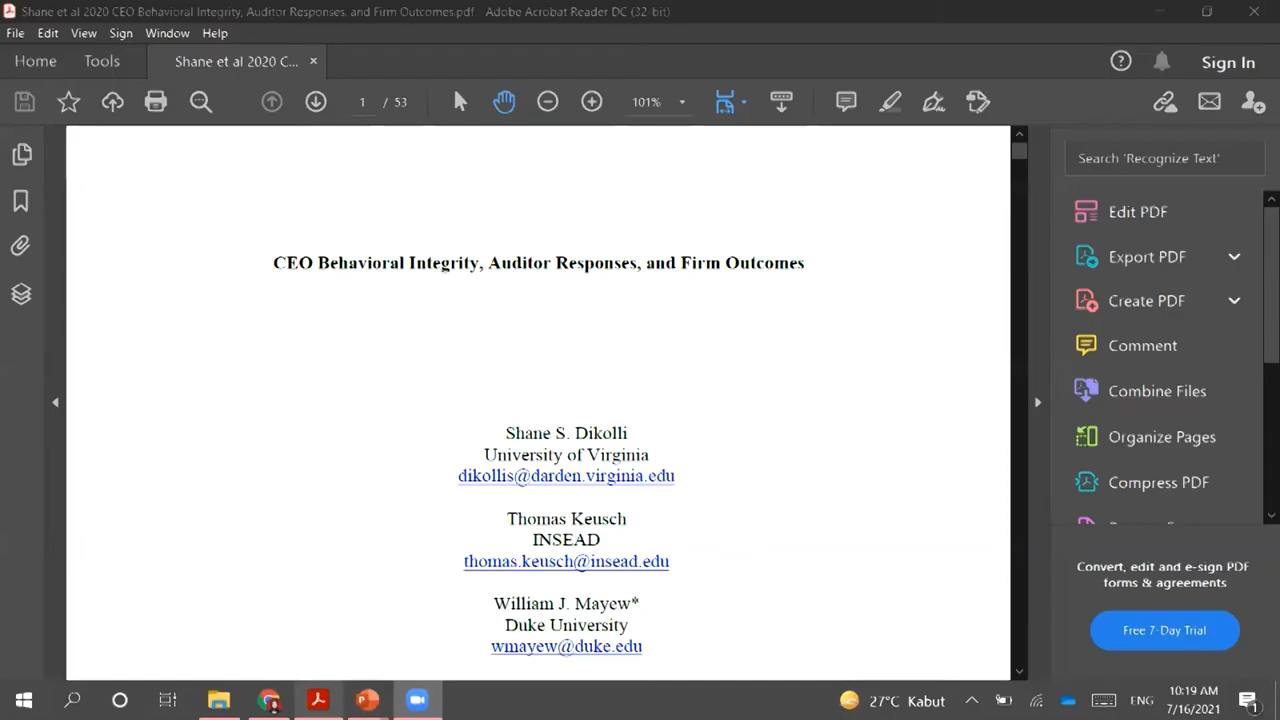 Shane et al 2020 CEO Behavioral Integrity, Auditor Responses, and Firm Outcomes.pdf - Adobe Acrobat Reader DC (32-bit)
File Edit View Sign Window Help
Home Tools Shane et al 2020 C... × Sign In
1 / 53 101%
Search 'Recognize Text'
Edit PDF
Export PDF
Create PDF
Comment
Combine Files
Organize Pages
Compress PDF
Convert, edit and e-sign PDF
forms & agreements
Free 7-Day Trial
CEO Behavioral Integrity, Auditor Responses, and Firm Outcomes
Shane S. Dikolli
University of Virginia
dikollis@darden.virginia.edu
Thomas Keusch
INSEAD
thomas.keusch@insead.edu
William J. Mayew*
Duke University
wmayew@duke.edu
27°C Kabut ENG
10:19 AM
7/16/2021
1